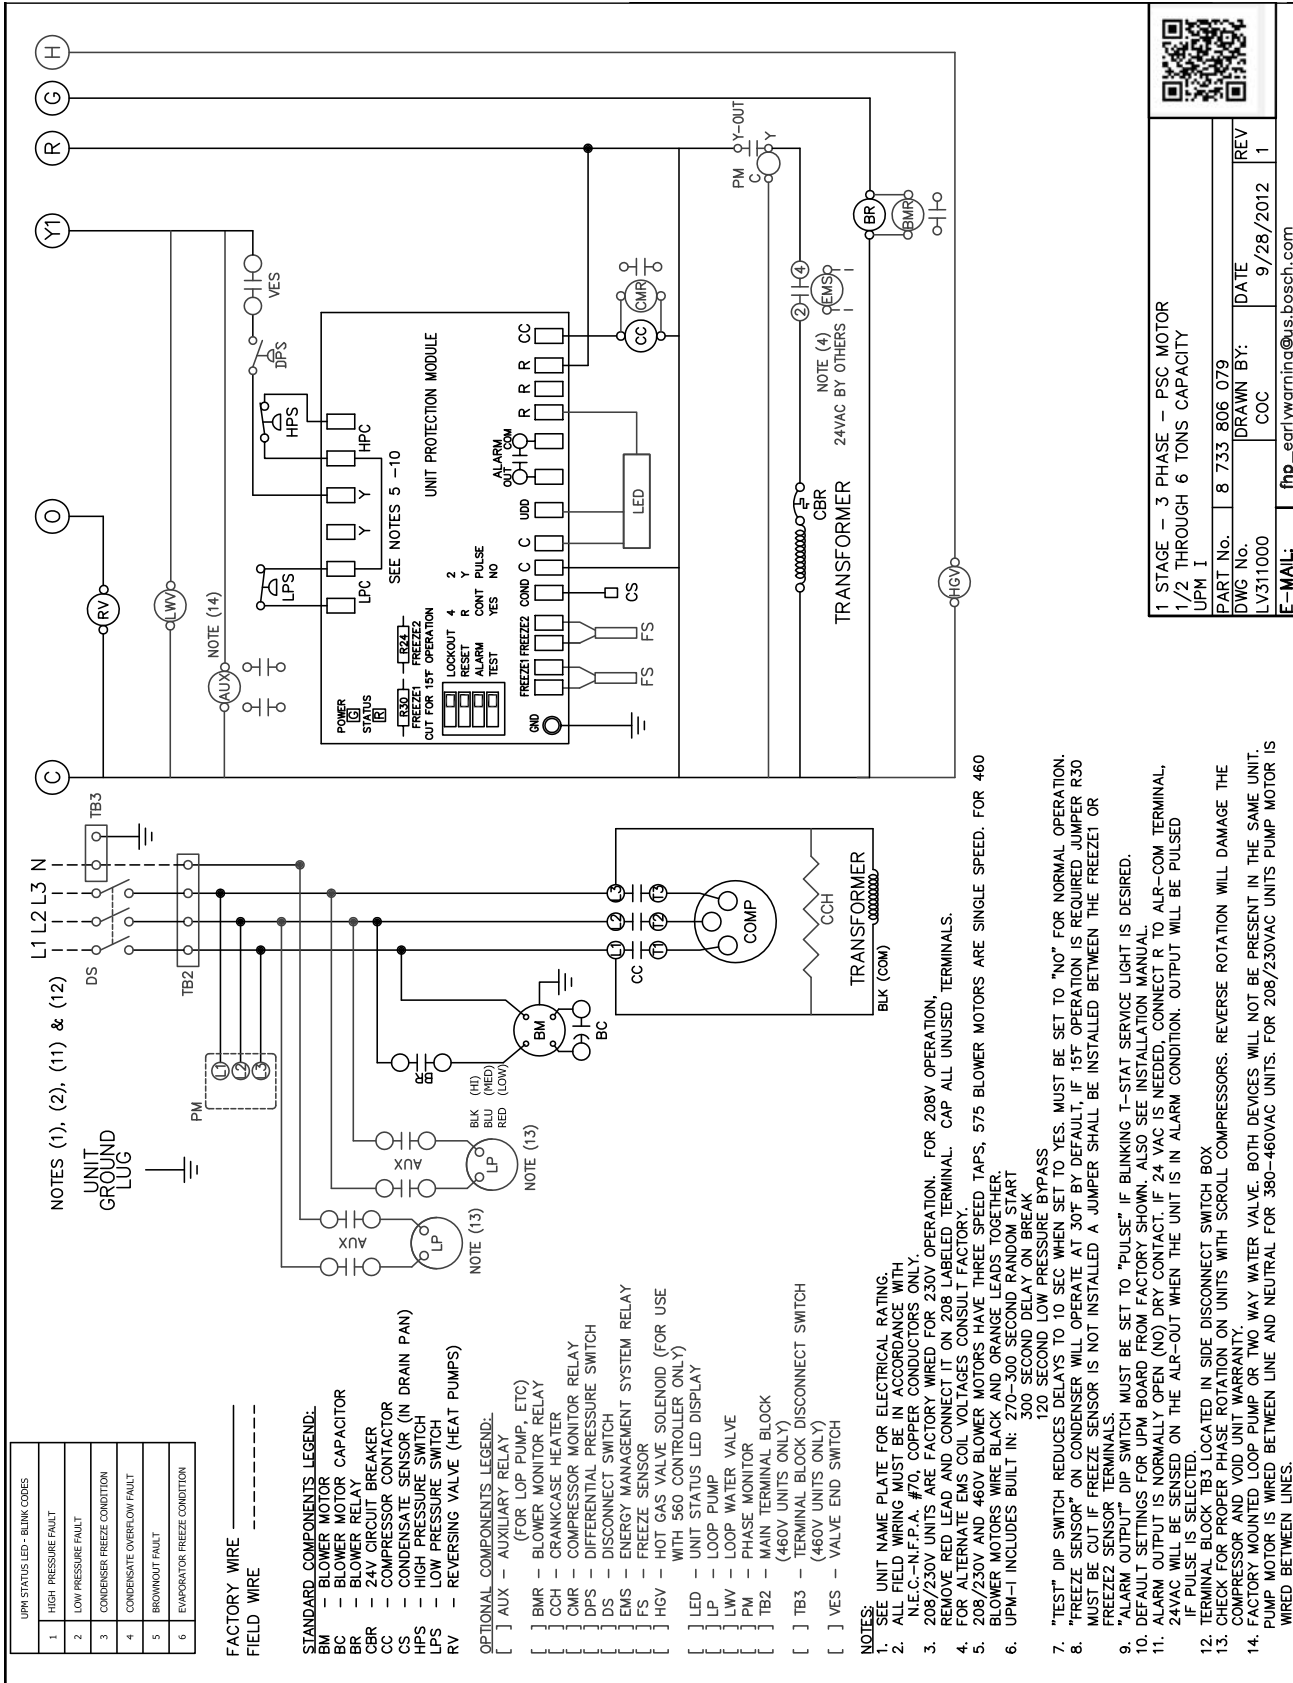 UPM STATUS LED - BLINK CODES
1 HIGH PRESSURE FAULT
2 LOW PRESSURE FAULT
3 CONDENSER FREEZE CONDITION
4 CONDENSATE OVERFLOW FAULT
5 BROWNOUT FAULT
6 EVAPORATOR FREEZE CONDITION
FACTORY WIRE
FIELD WIRE
STANDARD COMPONENTS LEGEND:
BM – BLOWER MOTOR
BC – BLOWER MOTOR CAPACITOR
BR – BLOWER RELAY
CBR – 24V CIRCUIT BREAKER
CC – COMPRESSOR CONTACTOR
CS – CONDENSATE SENSOR (IN DRAIN PAN)
HPS – HIGH PRESSURE SWITCH
LPS – LOW PRESSURE SWITCH
RV – REVERSING VALVE (HEAT PUMPS)
OPTIONAL COMPONENTS LEGEND:
[ ] AUX – AUXILIARY RELAY
(FOR LOP PUMP, ETC)
[ ] BMR – BLOWER MONITOR RELAY
[ ] CCH – CRANKCASE HEATER
[ ] CMR – COMPRESSOR MONITOR RELAY
[ ] DPS – DIFFERENTIAL PRESSURE SWITCH
[ ] DS – DISCONNECT SWITCH
[ ] EMS – ENERGY MANAGEMENT SYSTEM RELAY
[ ] FS – FREEZE SENSOR
[ ] HGV – HOT GAS VALVE SOLENOID (FOR USE
WITH 560 CONTROLLER ONLY)
[ ] LED – UNIT STATUS LED DISPLAY
[ ] LP – LOOP PUMP
[ ] LWV – LOOP WATER VALVE
[ ] PM – PHASE MONITOR
[ ] TB2 – MAIN TERMINAL BLOCK
(460V UNITS ONLY)
[ ] TB3 – TERMINAL BLOCK DISCONNECT SWITCH
(460V UNITS ONLY)
[ ] VES – VALVE END SWITCH
NOTES:
1. SEE UNIT NAME PLATE FOR ELECTRICAL RATING.
2. ALL FIELD WIRING MUST BE IN ACCORDANCE WITH
N.E.C.-N.F.P.A. #70, COPPER CONDUCTORS ONLY.
3. 208/230V UNITS ARE FACTORY WIRED FOR 230V OPERATION. FOR 208V OPERATION,
REMOVE RED LEAD AND CONNECT IT ON 208 LABELED TERMINAL. CAP ALL UNUSED TERMINALS.
4. FOR ALTERNATE EMS COIL VOLTAGES CONSULT FACTORY.
5. 208/230V AND 460V BLOWER MOTORS HAVE THREE SPEED TAPS, 575 BLOWER MOTORS ARE SINGLE SPEED. FOR 460
BLOWER MOTORS WIRE BLACK AND ORANGE LEADS TOGETHER.
6. UPM-I INCLUDES BUILT IN: 270-300 SECOND RANDOM START
300 SECOND DELAY ON BREAK
120 SECOND LOW PRESSURE BYPASS
7. "TEST" DIP SWITCH REDUCES DELAYS TO 10 SEC WHEN SET TO YES. MUST BE SET TO "NO" FOR NORMAL OPERATION.
8. "FREEZE SENSOR" ON CONDENSER WILL OPERATE AT 30°F BY DEFAULT, IF 15°F OPERATION IS REQUIRED JUMPER R30
MUST BE CUT IF FREEZE SENSOR IS NOT INSTALLED A JUMPER SHALL BE INSTALLED BETWEEN THE FREEZE1 OR
FREEZE2 SENSOR TERMINALS.
9. "ALARM OUTPUT" DIP SWITCH MUST BE SET TO "PULSE" IF BLINKING T-STAT SERVICE LIGHT IS DESIRED.
10. DEFAULT SETTINGS FOR UPM BOARD FROM FACTORY SHOWN. ALSO SEE INSTALLATION MANUAL.
11. ALARM OUTPUT IS NORMALLY OPEN (NO) DRY CONTACT. IF 24 VAC IS NEEDED, CONNECT R TO ALR-COM TERMINAL,
24VAC WILL BE SENSED ON THE ALR-OUT WHEN THE UNIT IS IN ALARM CONDITION. OUTPUT WILL BE PULSED
IF PULSE IS SELECTED.
12. TERMINAL BLOCK TB3 LOCATED IN SIDE DISCONNECT SWITCH BOX
13. CHECK FOR PROPER PHASE ROTATION ON UNITS WITH SCROLL COMPRESSORS. REVERSE ROTATION WILL DAMAGE THE
COMPRESSOR AND VOID UNIT WARRANTY.
14. FACTORY MOUNTED LOOP PUMP OR TWO WAY WATER VALVE. BOTH DEVICES WILL NOT BE PRESENT IN THE SAME UNIT.
PUMP MOTOR IS WIRED BETWEEN LINE AND NEUTRAL FOR 380-460VAC UNITS. FOR 208/230VAC UNITS PUMP MOTOR IS
WIRED BETWEEN LINES.
NOTES (1), (2), (11) & (12)
L1 L2 L3 N
DS
TB3
TB2
UNIT
GROUND
LUG
PM
L1
L2
L3
AUX
LP
NOTE (13)
AUX
LP
NOTE (13)
BLK (HI)
BLU (MED)
RED (LOW)
BR
BM
BC
L1 L2 L3
CC
T1 T2 T3
COMP
CCH
TRANSFORMER
BLK (COM)
C
O
Y1
R
G
H
RV
LWV
NOTE (14)
AUX
VES
DPS
HPS
LPS
LPC
Y
Y
HPC
SEE NOTES 5 -10
UNIT PROTECTION MODULE
POWER
G
STATUS
R
R30
FREEZE1
R24
FREEZE2
CUT FOR 15°F OPERATION
LOCKOUT 4 2
RESET R Y
ALARM CONT PULSE
TEST YES NO
GND
FREEZE1
FREEZE2
COND
C
C
UDD
ALARM
OUT
COM
R
R
R
CC
FS
FS
CS
LED
CC
CMR
PM
Y-OUT
C
Y
2
4
EMS
NOTE (4)
24VAC BY OTHERS
CBR
TRANSFORMER
BR
BMR
HGV
1 STAGE – 3 PHASE – PSC MOTOR
1/2 THROUGH 6 TONS CAPACITY
UPM I
PART No. 8 733 806 079
DWG No. DRAWN BY: DATE REV
LV311000 COC 9/28/2012 1
E-MAIL: fhp_earlywarning@us.bosch.com